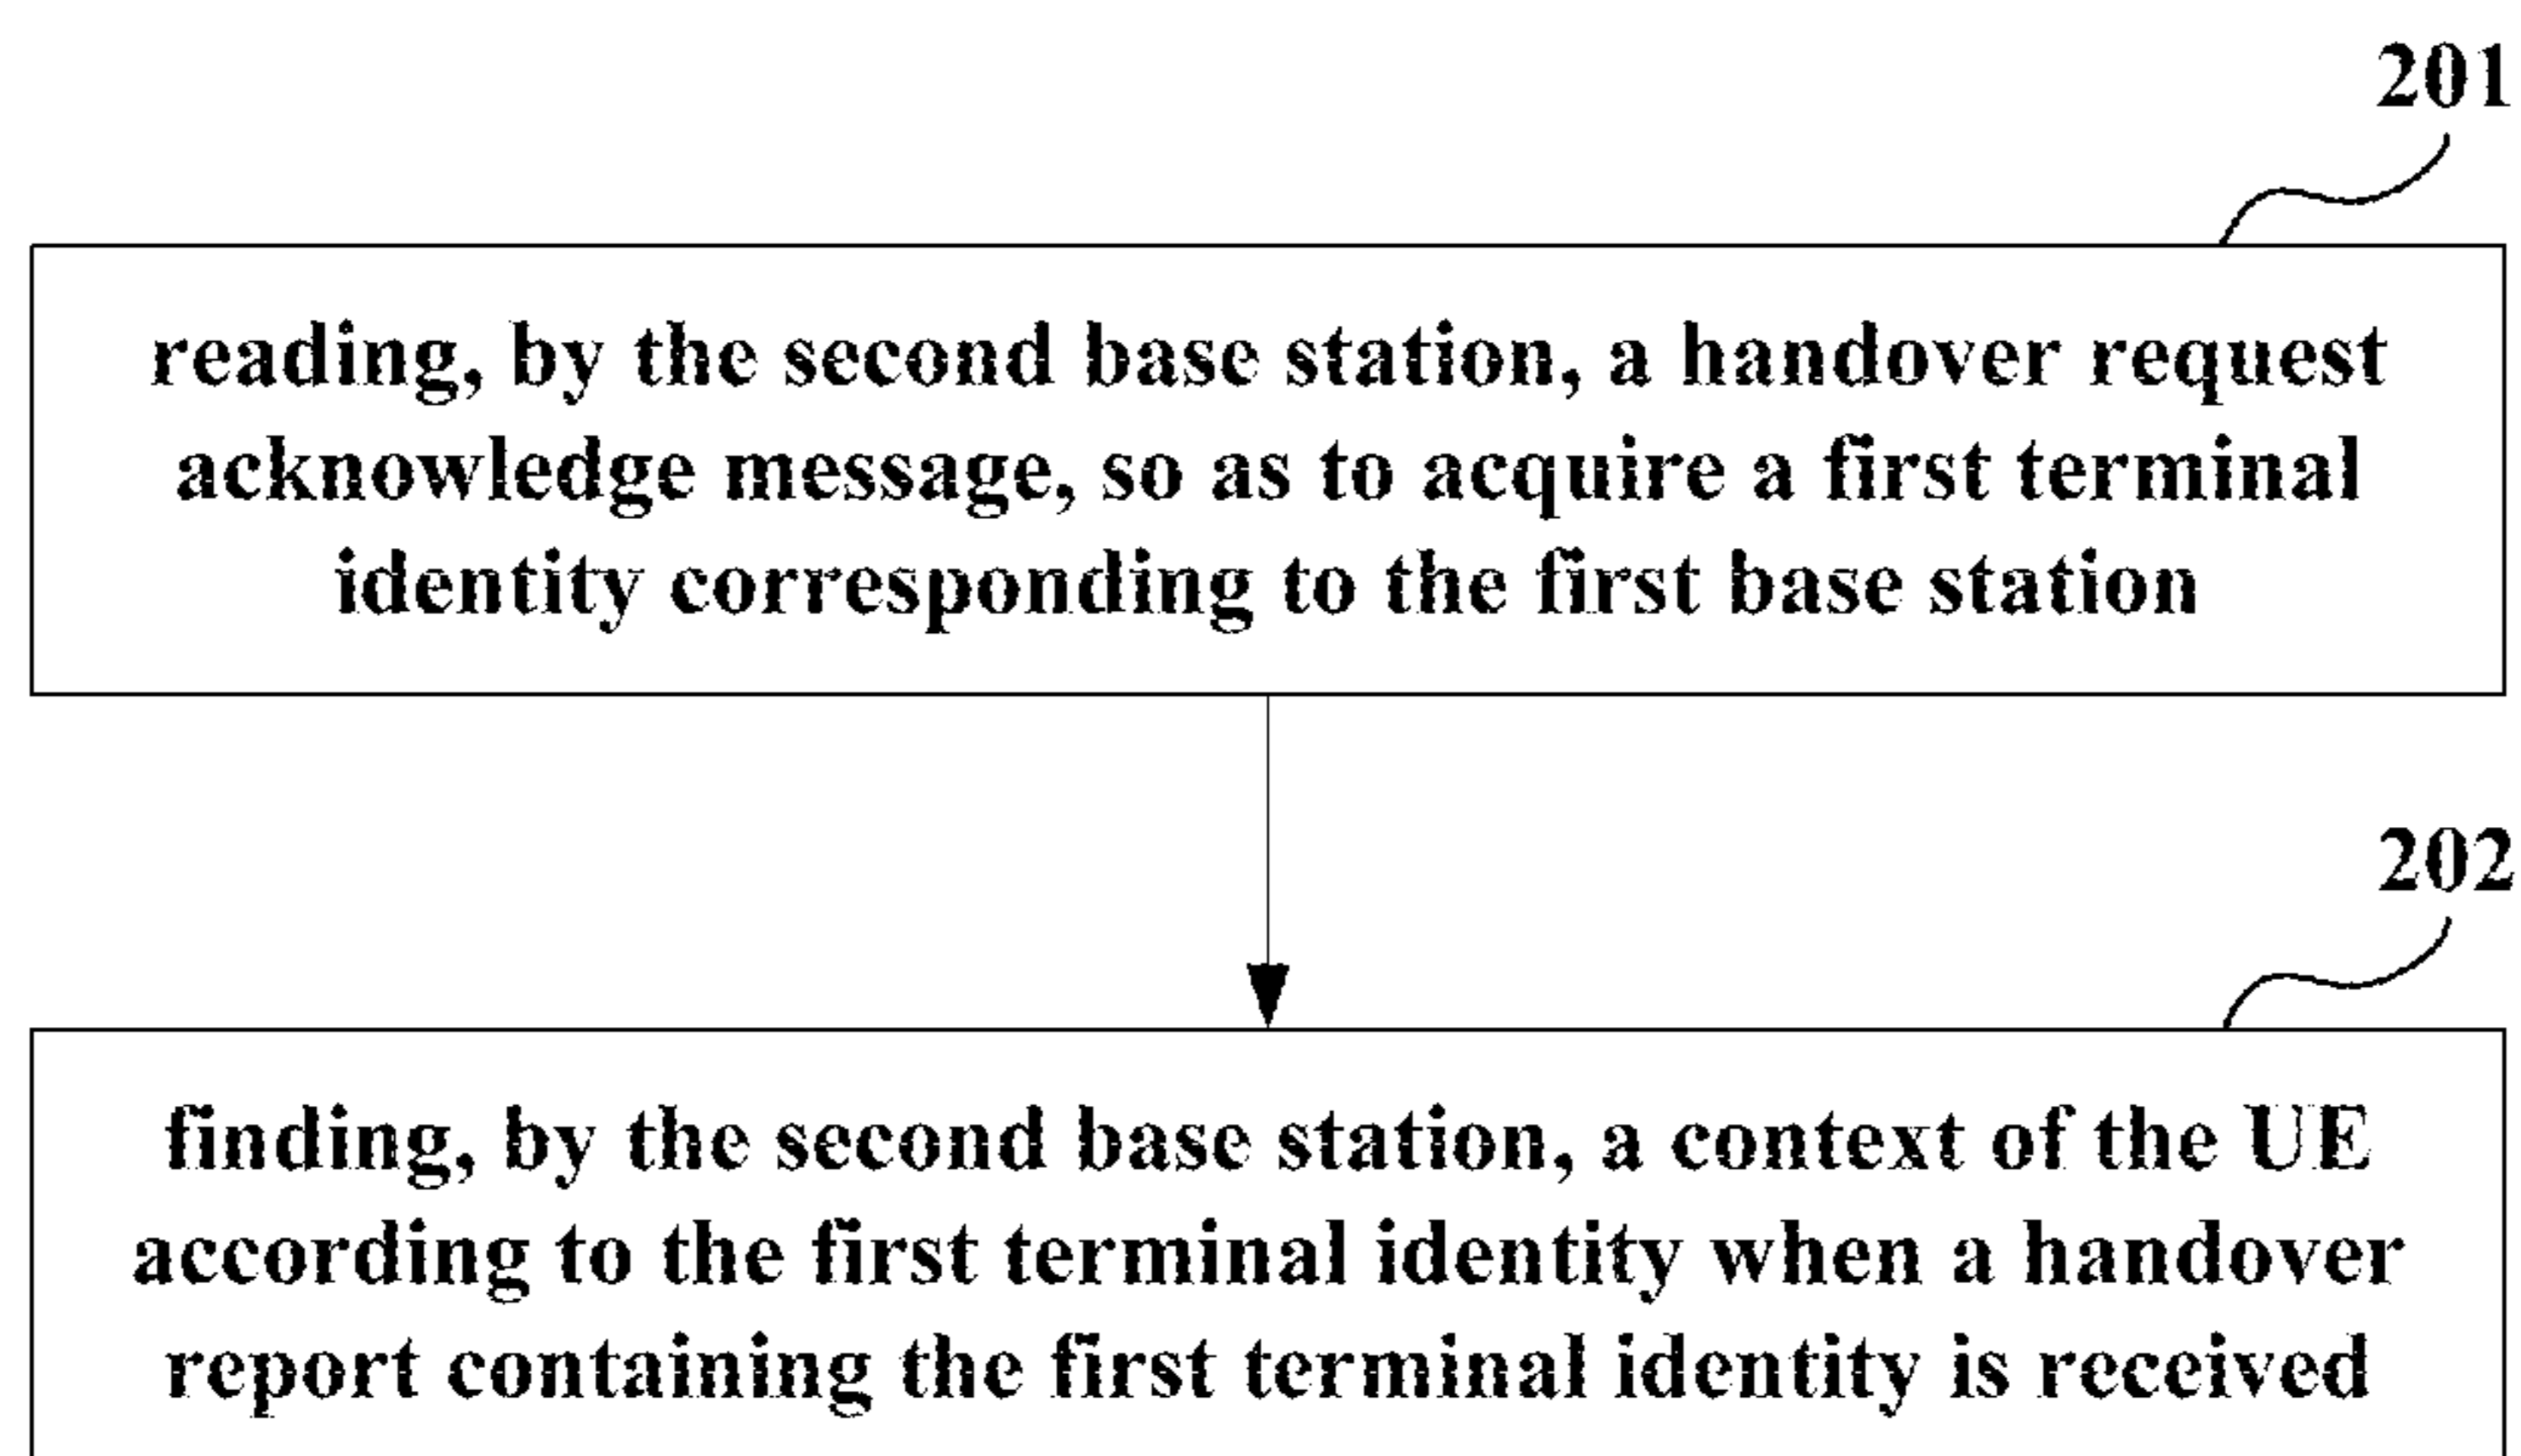 201
reading, by the second base station, a handover request
acknowledge message, so as to acquire a first terminal
identity corresponding to the first base station
202
finding, by the second base station, a context of the UE
according to the first terminal identity when a handover
report containing the first terminal identity is received